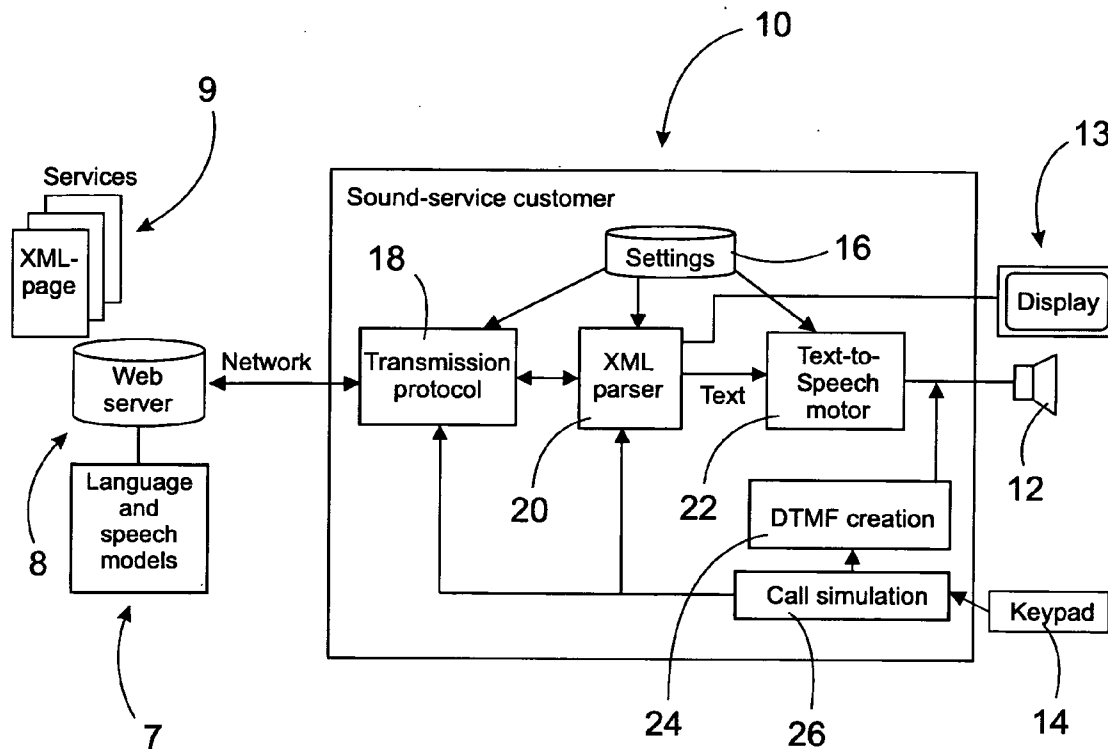 10
9
13
Services
XML-
page
Sound-service customer
Settings
16
18
Display
Network
Web
server
Transmission
protocol
XML
parser
Text
Text-to-
Speech
motor
12
8
Language
and
speech
models
20
22
DTMF creation
Call simulation
Keypad
7
24
26
14